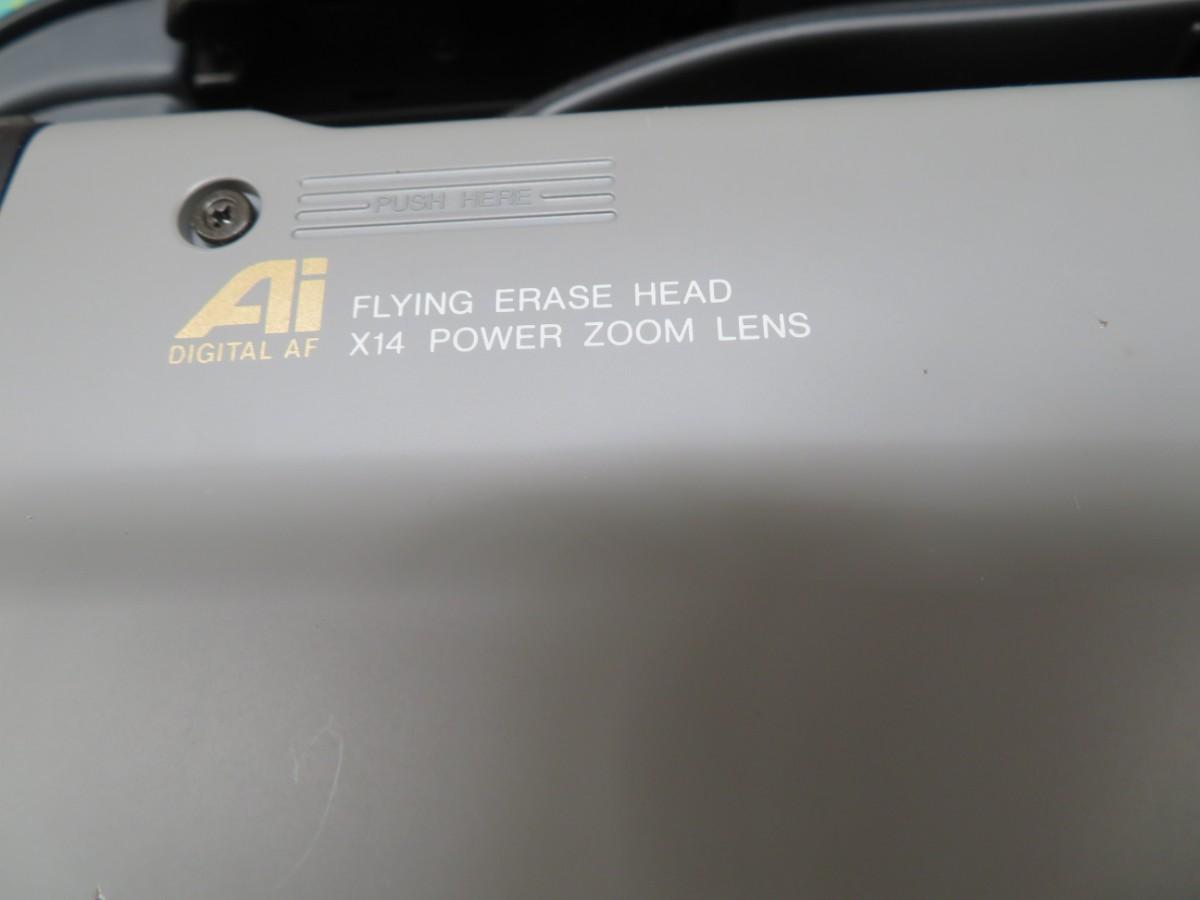 PUSH HERE
Ai
DIGITAL AF
FLYING ERASE HEAD
X14 POWER ZOOM LENS